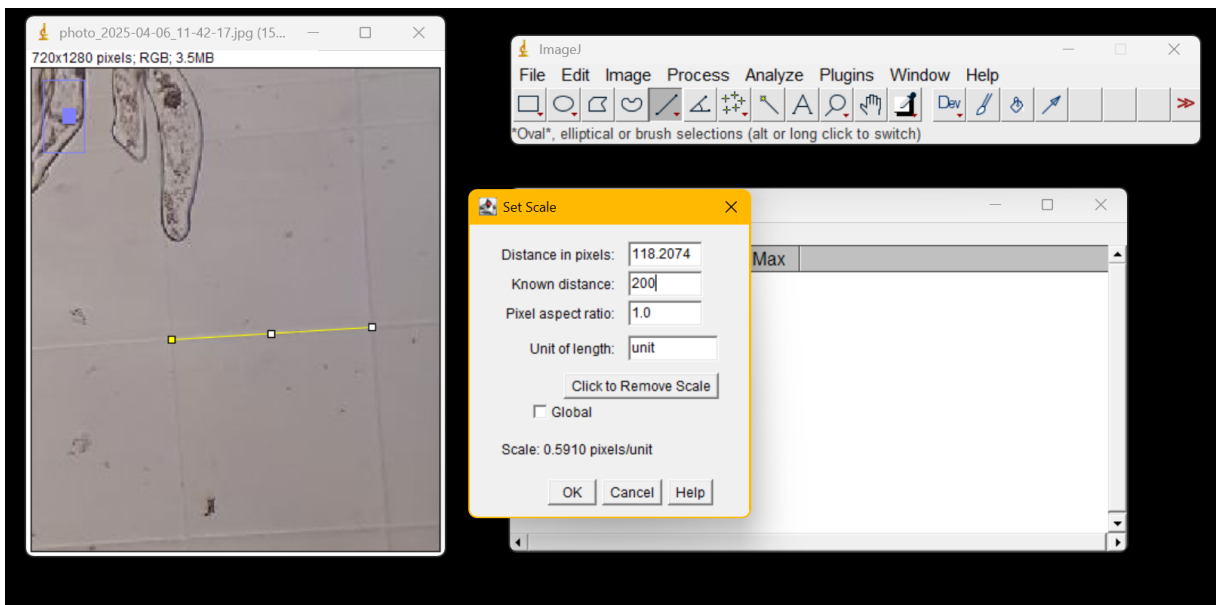 photo_2025-04-06_11-42-17.jpg (15...
720x1280 pixels; RGB; 3.5MB
ImageJ
File Edit Image Process Analyze Plugins Window Help
Dev
*Oval*, elliptical or brush selections (alt or long click to switch)
Set Scale
Max
Distance in pixels: 118.2074
Known distance: 200
Pixel aspect ratio: 1.0
Unit of length: unit
Click to Remove Scale
Global
Scale: 0.5910 pixels/unit
OK Cancel Help